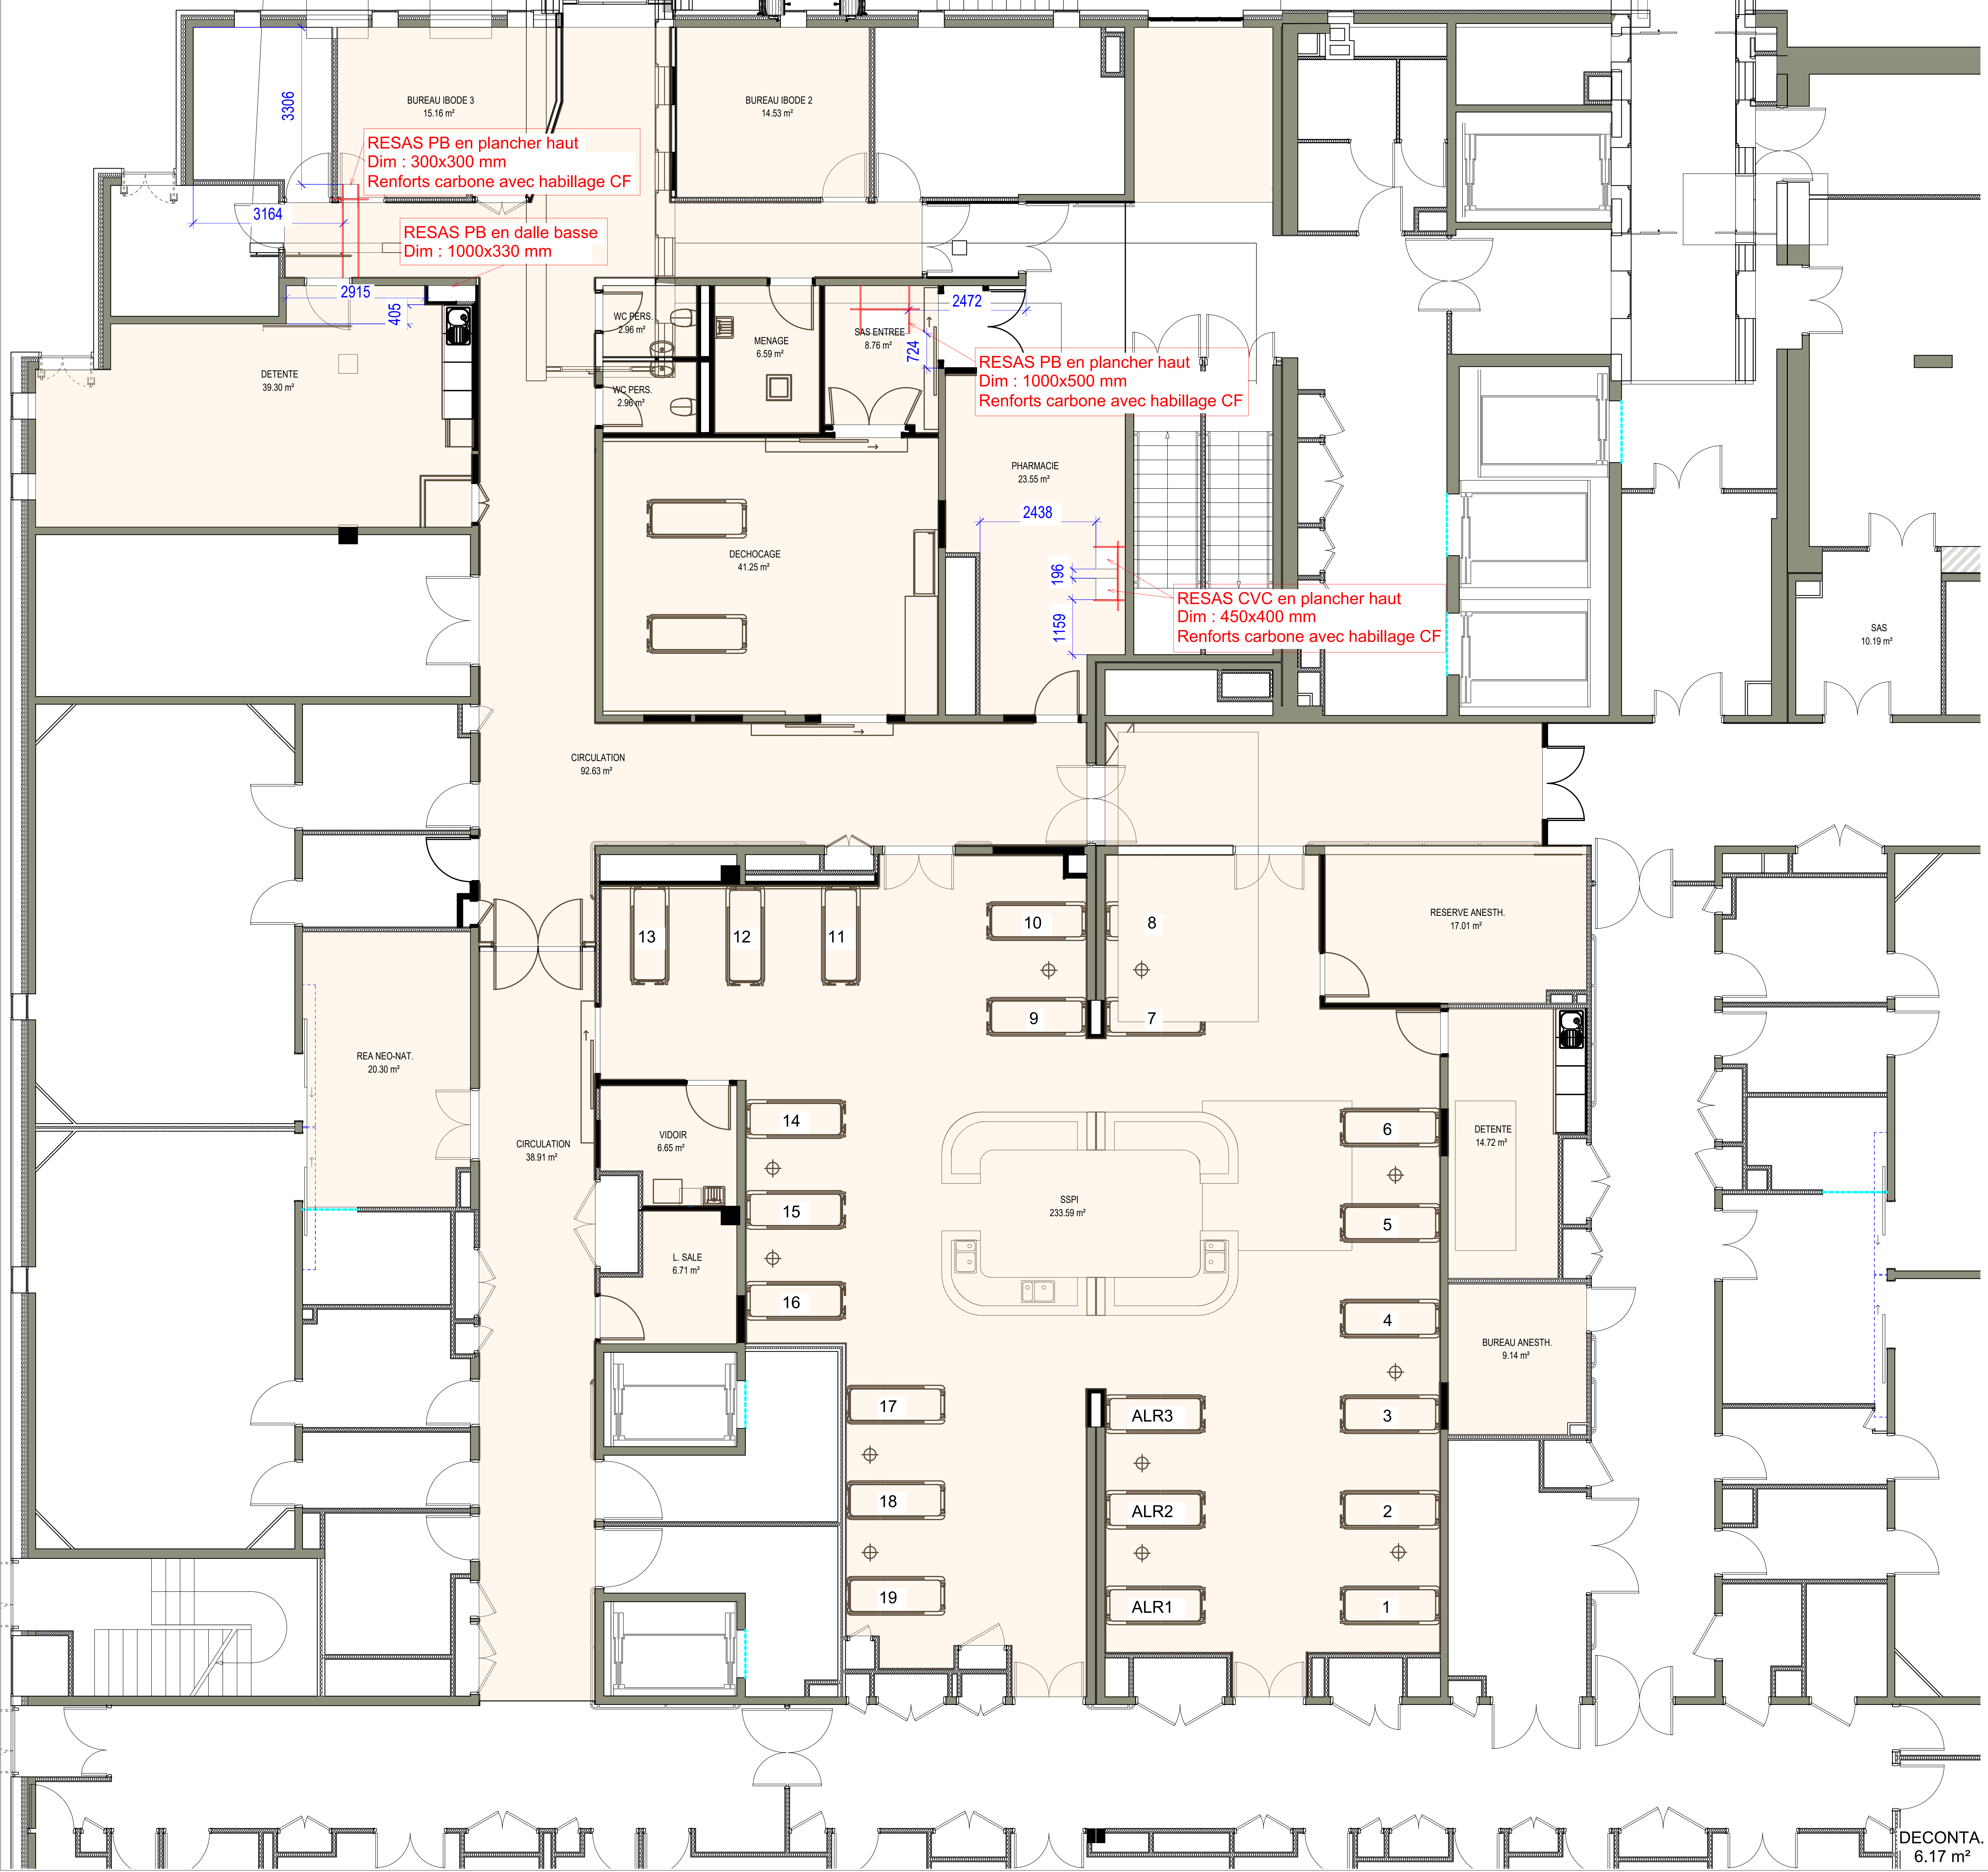 BUREAU IBODE 3
15.16 m²
BUREAU IBODE 2
14.53 m²
3306
RESAS PB en plancher haut
Dim : 300x300 mm
Renforts carbone avec habillage CF
3164
RESAS PB en dalle basse
Dim : 1000x330 mm
2915
405
2472
724
WC PERS.
2.96 m²
MENAGE
6.59 m²
SAS ENTREE
8.76 m²
RESAS PB en plancher haut
Dim : 1000x500 mm
Renforts carbone avec habillage CF
DETENTE
39.30 m²
WC PERS.
2.96 m²
PHARMACIE
23.55 m²
2438
DECHOCAGE
41.25 m²
196
1159
RESAS CVC en plancher haut
Dim : 450x400 mm
Renforts carbone avec habillage CF
SAS
10.19 m²
CIRCULATION
92.63 m²
13
12
11
10
8
RESERVE ANESTH.
17.01 m²
9
7
REA NEO-NAT.
20.30 m²
CIRCULATION
38.91 m²
VIDOIR
6.65 m²
14
6
DETENTE
14.72 m²
SSPI
233.59 m²
15
5
L. SALE
6.71 m²
16
4
BUREAU ANESTH.
9.14 m²
17
ALR3
3
18
ALR2
2
19
ALR1
1
DECONTA.
6.17 m²